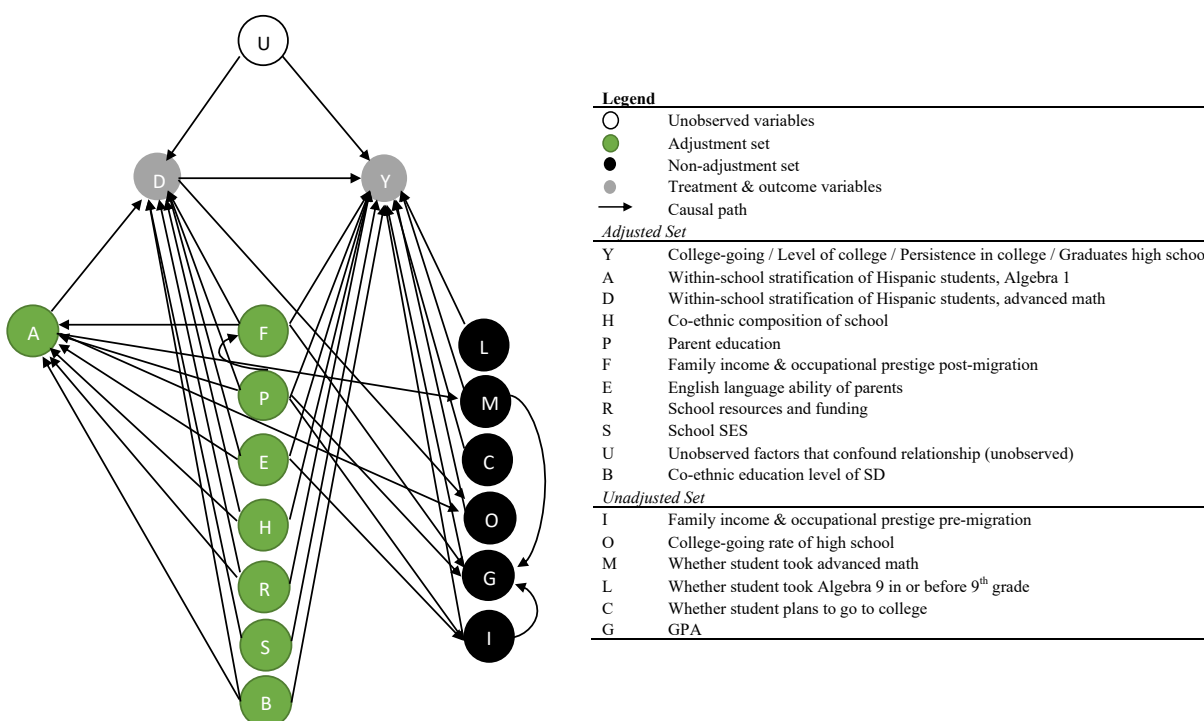 U
D
Y
A
F
L
P
M
E
C
H
O
R
G
S
I
B
Legend
Unobserved variables
Adjustment set
Non-adjustment set
Treatment & outcome variables
Causal path
Adjusted Set
Y College-going / Level of college / Persistence in college / Graduates high schoo
A Within-school stratification of Hispanic students, Algebra 1
D Within-school stratification of Hispanic students, advanced math
H Co-ethnic composition of school
P Parent education
F Family income & occupational prestige post-migration
E English language ability of parents
R School resources and funding
S School SES
U Unobserved factors that confound relationship (unobserved)
B Co-ethnic education level of SD
Unadjusted Set
I Family income & occupational prestige pre-migration
O College-going rate of high school
M Whether student took advanced math
L Whether student took Algebra 9 in or before 9th grade
C Whether student plans to go to college
G GPA